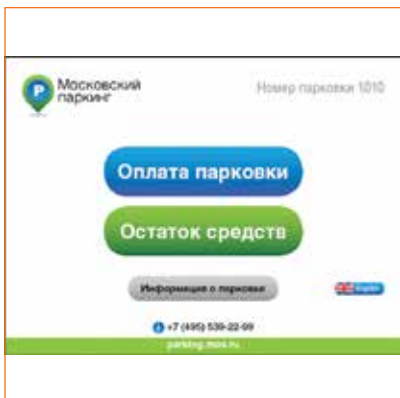 P
Московский
паркинг
Номер парковки 1010
Оплата парковки
Остаток средств
Информация о парковке
English
+7 (495) 539-22-99
parking.mos.ru